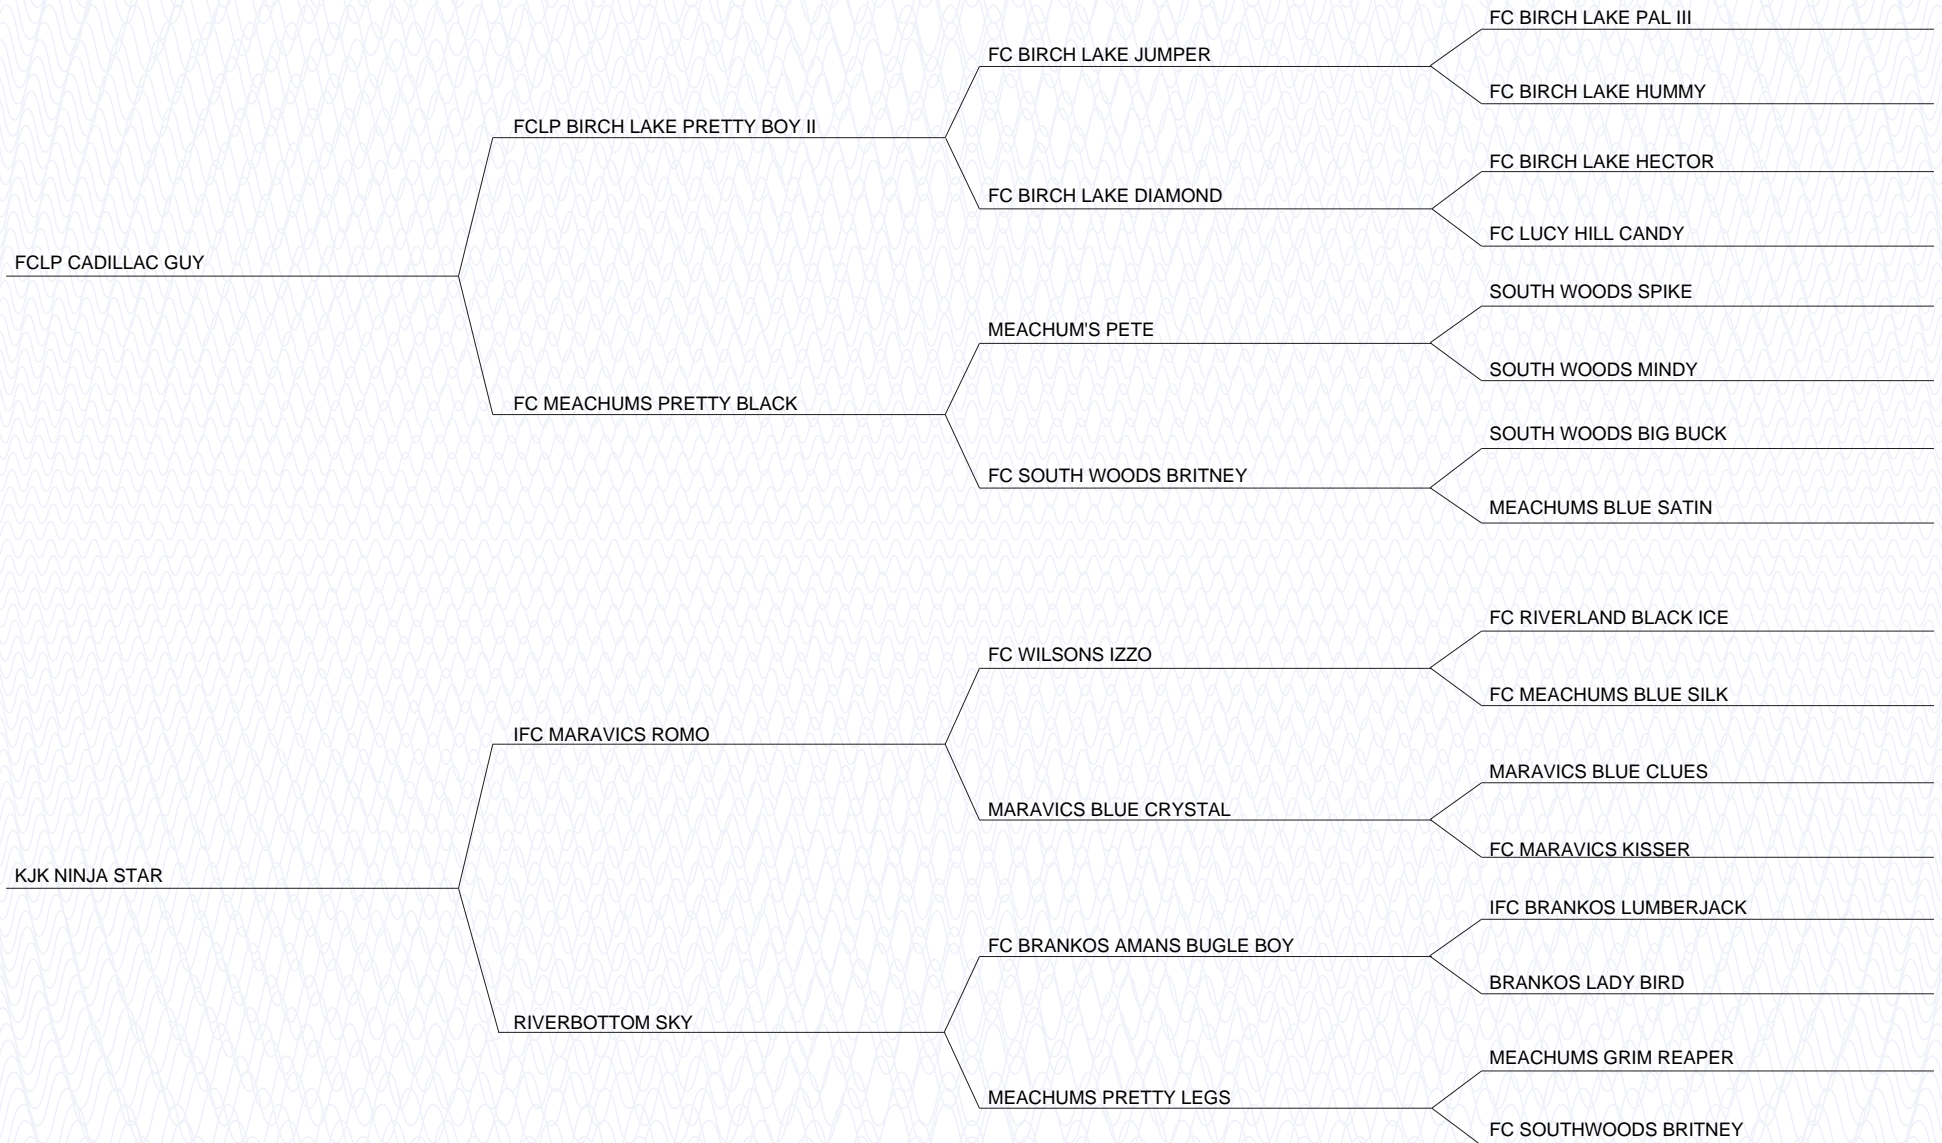 FC BIRCH LAKE PAL III
FC BIRCH LAKE JUMPER
FC BIRCH LAKE HUMMY
FCLP BIRCH LAKE PRETTY BOY II
FC BIRCH LAKE HECTOR
FC BIRCH LAKE DIAMOND
FC LUCY HILL CANDY
FCLP CADILLAC GUY
SOUTH WOODS SPIKE
MEACHUM'S PETE
SOUTH WOODS MINDY
FC MEACHUMS PRETTY BLACK
SOUTH WOODS BIG BUCK
FC SOUTH WOODS BRITNEY
MEACHUMS BLUE SATIN
FC RIVERLAND BLACK ICE
FC WILSONS IZZO
FC MEACHUMS BLUE SILK
IFC MARAVICS ROMO
MARAVICS BLUE CLUES
MARAVICS BLUE CRYSTAL
FC MARAVICS KISSER
KJK NINJA STAR
IFC BRANKOS LUMBERJACK
FC BRANKOS AMANS BUGLE BOY
BRANKOS LADY BIRD
RIVERBOTTOM SKY
MEACHUMS GRIM REAPER
MEACHUMS PRETTY LEGS
FC SOUTHWOODS BRITNEY